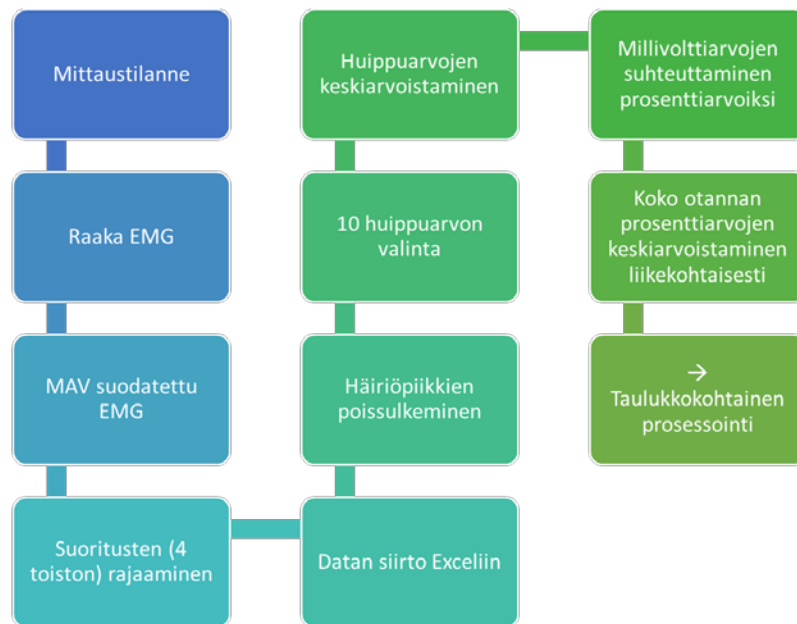 Mittaustilanne
Raaka EMG
MAV suodatettu
EMG
Suoritusten (4
toiston) rajaaminen
Datan siirto Exceliin
Häiriöpiikkien
poissulkeminen
10 huippuarvon
valinta
Huippuarvojen
keskiarvoistaminen
Millivolttiarvojen
suhteuttaminen
prosenttiarvoiksi
Koko otannan
prosenttiarvojen
keskiarvoistaminen
liikekohtaisesti
→
Taulukkokohtainen
prosessointi